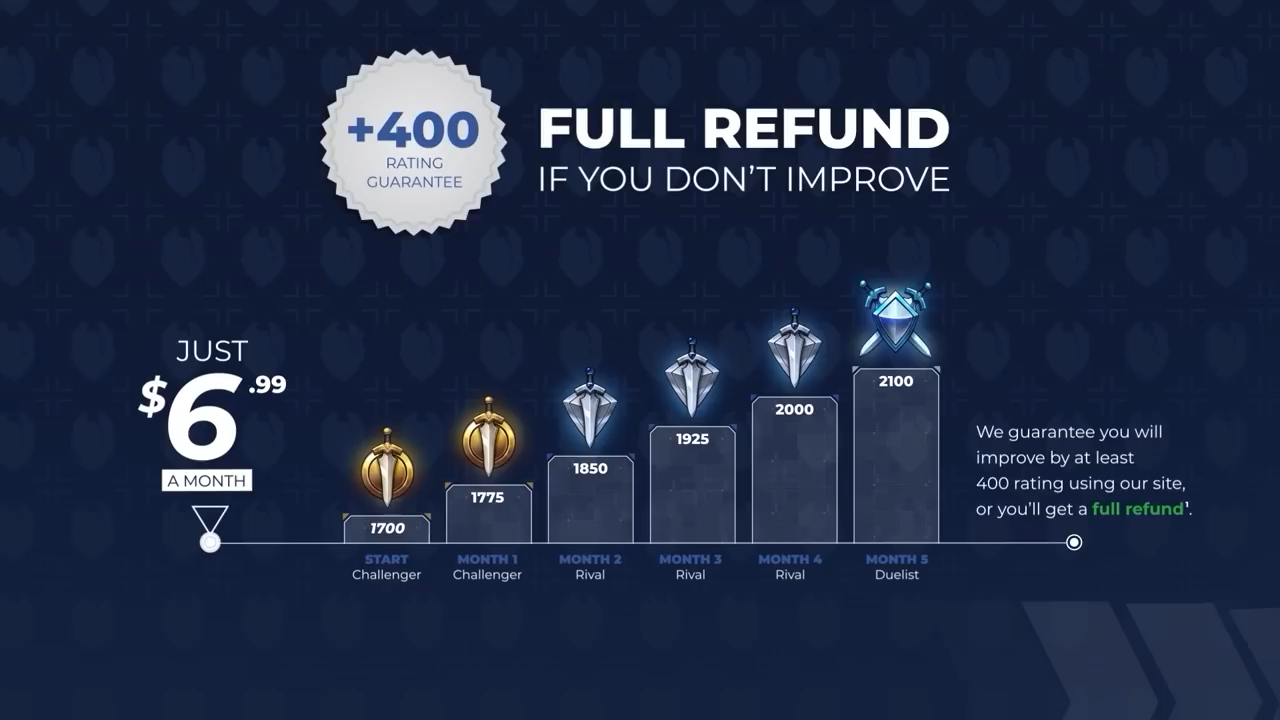 +400
RATING
GUARANTEE
FULL REFUND
IF YOU DON'T IMPROVE
JUST
$6.99
A MONTH
1700
1775
1850
1925
2000
2100
START
Challenger
MONTH 1
Challenger
MONTH 2
Rival
MONTH 3
Rival
MONTH 4
Rival
MONTH 5
Duelist
We guarantee you will
improve by at least
400 rating using our site,
or you'll get a full refund¹.